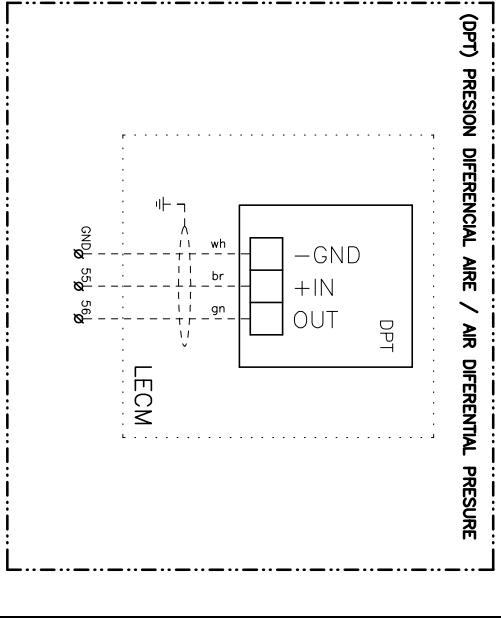 (DPT) PRESION DIFERENCIAL AIRE / AIR DIFERENTIAL PRESURE
GND
wh
-GND
55
br
+IN
56
gn
OUT
DPT
LECM